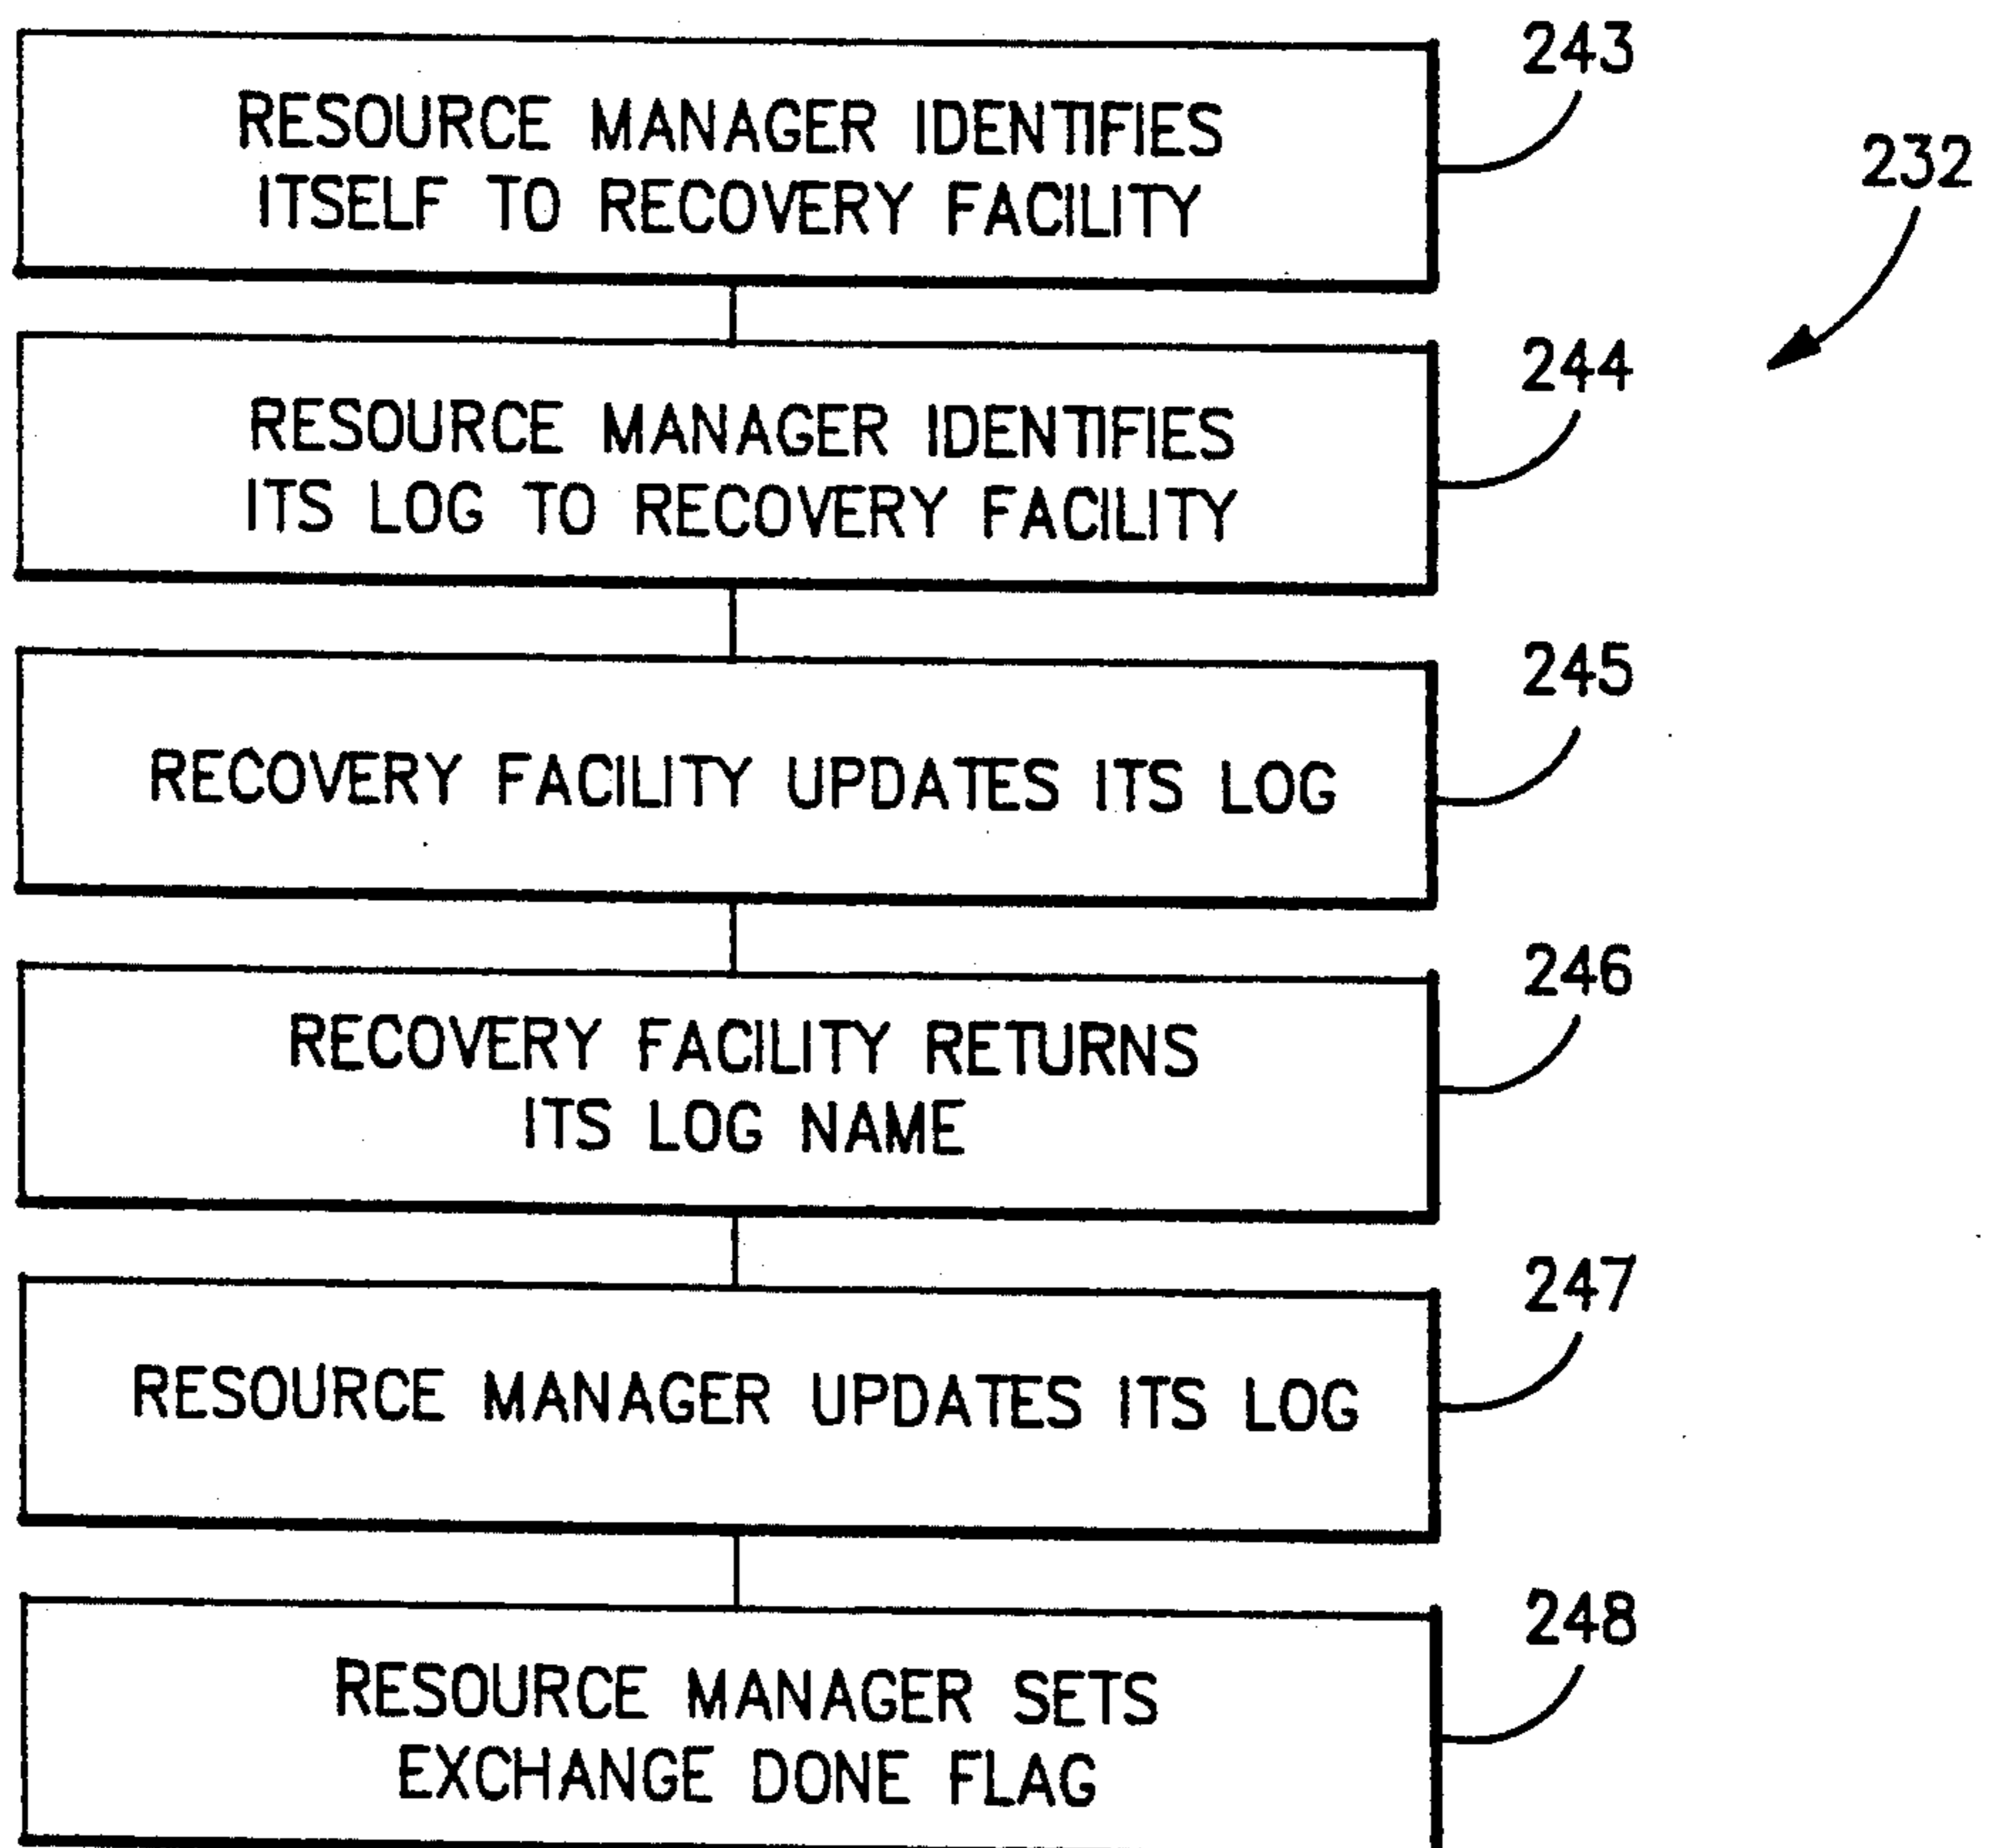 243
RESOURCE MANAGER IDENTIFIES
ITSELF TO RECOVERY FACILITY
232
244
RESOURCE MANAGER IDENTIFIES
ITS LOG TO RECOVERY FACILITY
245
RECOVERY FACILITY UPDATES ITS LOG
246
RECOVERY FACILITY RETURNS
ITS LOG NAME
247
RESOURCE MANAGER UPDATES ITS LOG
248
RESOURCE MANAGER SETS
EXCHANGE DONE FLAG